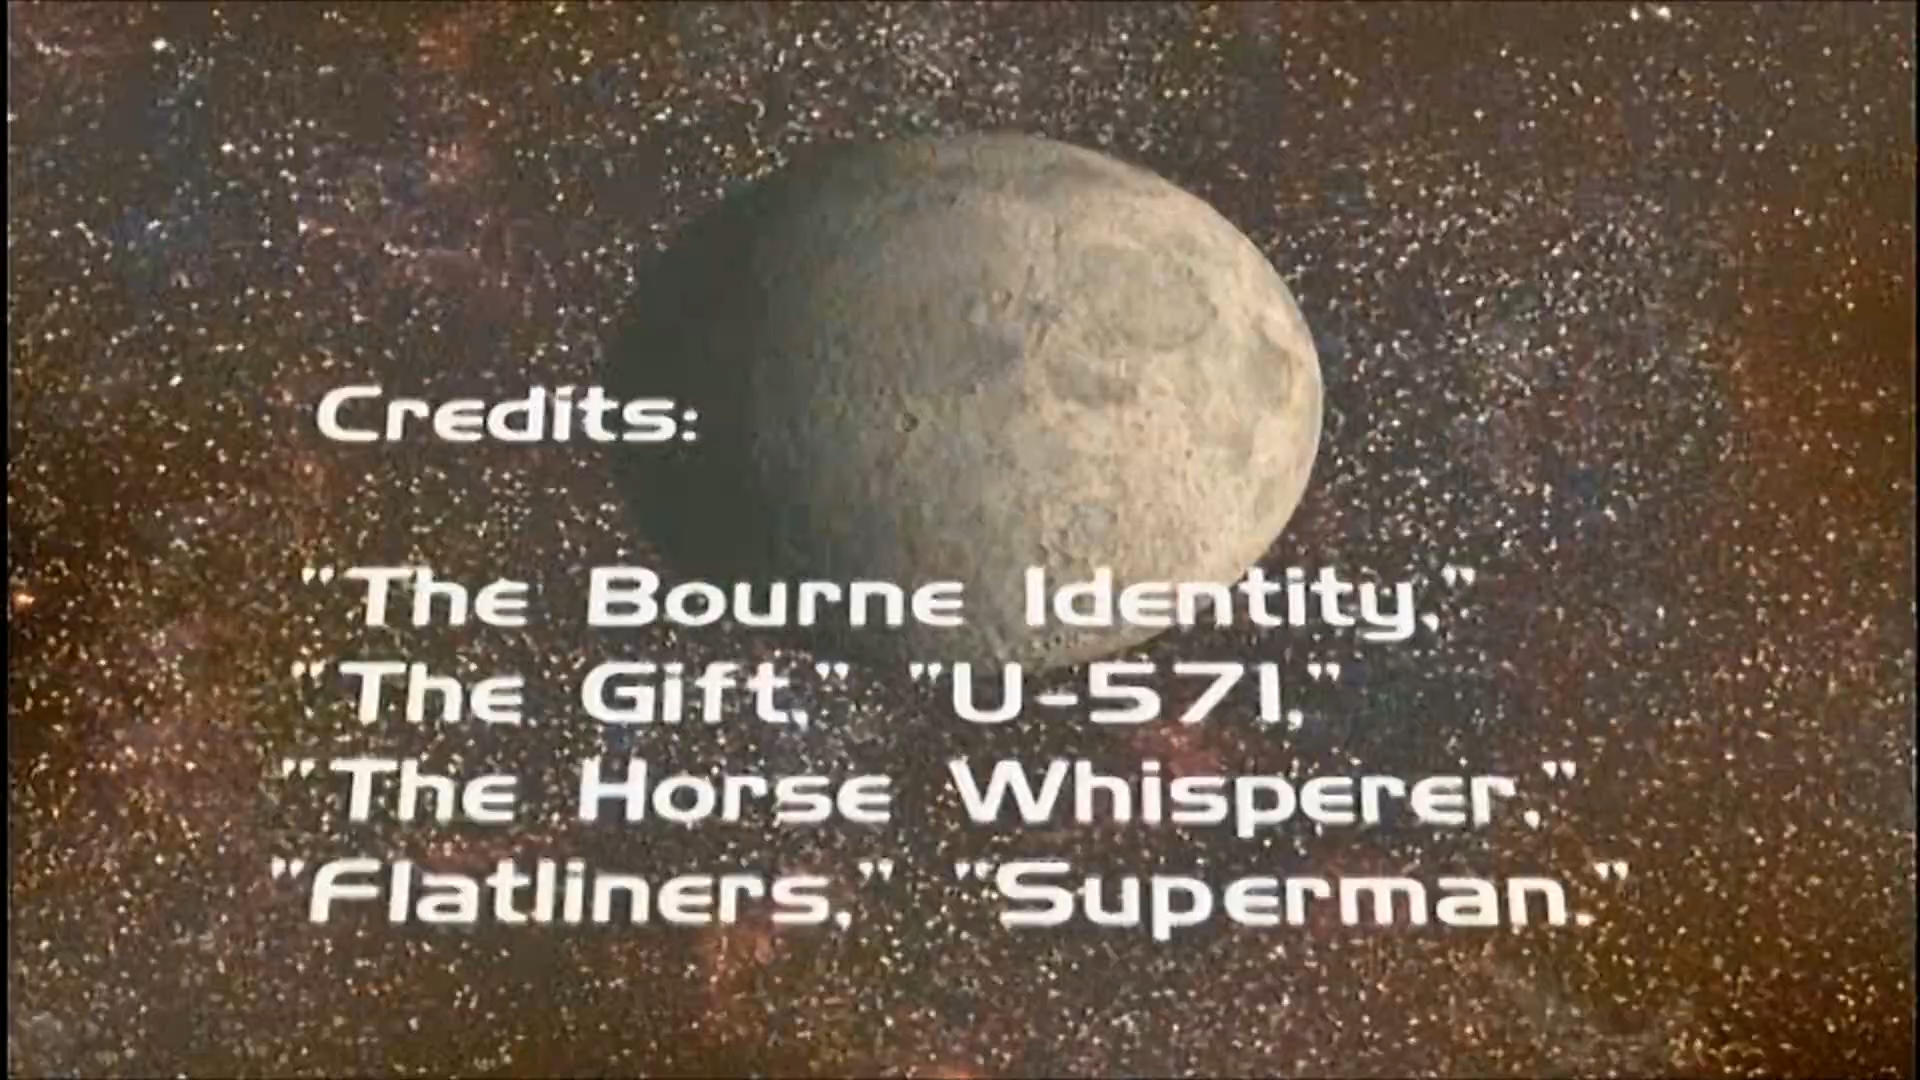 Credits:
"The Bourne Identity,"
"The Gift," "U-571,"
"The Horse Whisperer,"
"Flatliners," "Superman."